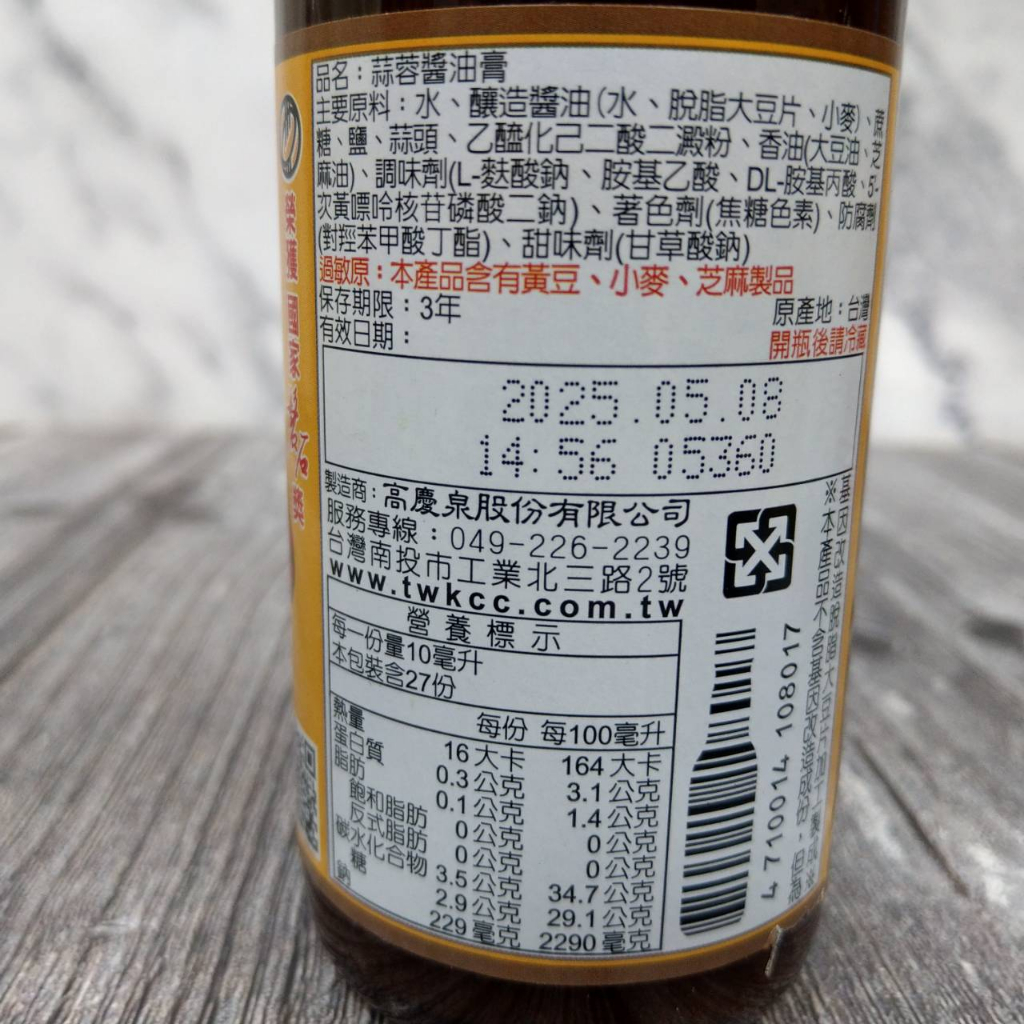 品名：蒜蓉醬油膏
主要原料：水、釀造醬油(水、脫脂大豆片、小麥)、蔗
糖、鹽、蒜頭、乙醯化己二酸二澱粉、香油(大豆油、芝
麻油)、調味劑(L-麩酸鈉、胺基乙酸、DL-胺基丙酸、5'-
次黃嘌呤核苷磷酸二鈉)、著色劑(焦糖色素)、防腐劑
(對羥苯甲酸丁酯)、甜味劑(甘草酸鈉)
過敏原：本產品含有黃豆、小麥、芝麻製品
保存期限：3年
原產地：台灣
有效日期：
開瓶後請冷藏
2025.05.08
14:56 05360
製造商：高慶泉股份有限公司
服務專線：049-226-2239
台灣南投市工業北三路2號
www.twkcc.com.tw
營養標示
每一份量10毫升
本包裝含27份
每份 每100毫升
熱量 16大卡 164大卡
蛋白質 0.3公克 3.1公克
脂肪 0.1公克 1.4公克
飽和脂肪 0公克 0公克
反式脂肪 0公克 0公克
碳水化合物 3.5公克 34.7公克
糖 2.9公克 29.1公克
鈉 229毫克 2290毫克
4710014 108017
※本產品不含基因改造成份，但為
基因改造脫脂大豆片加工製成
榮獲國家
獎